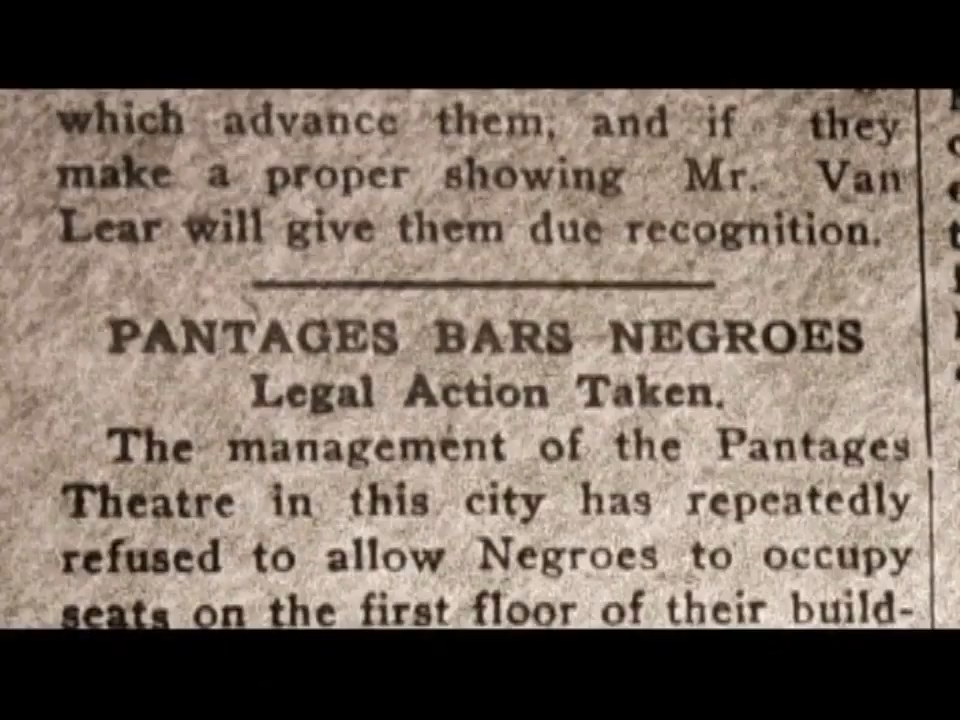 which advance them, and if they
make a proper showing Mr. Van
Lear will give them due recognition.
PANTAGES BARS NEGROES
Legal Action Taken.
The management of the Pantages
Theatre in this city has repeatedly
refused to allow Negroes to occupy
seats on the first floor of their build-